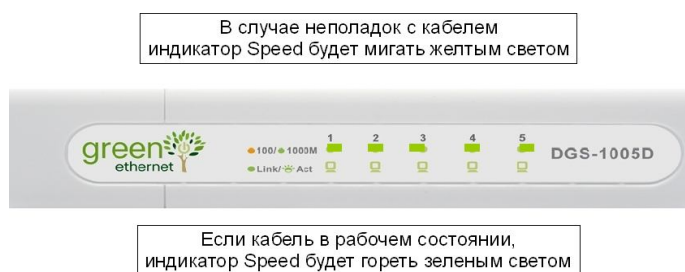 В случае неполадок с кабелем
индикатор Speed будет мигать желтым светом
green
ethernet
1 2 3 4 5
100/ 1000M
Link/ Act
DGS-1005D
Если кабель в рабочем состоянии,
индикатор Speed будет гореть зеленым светом